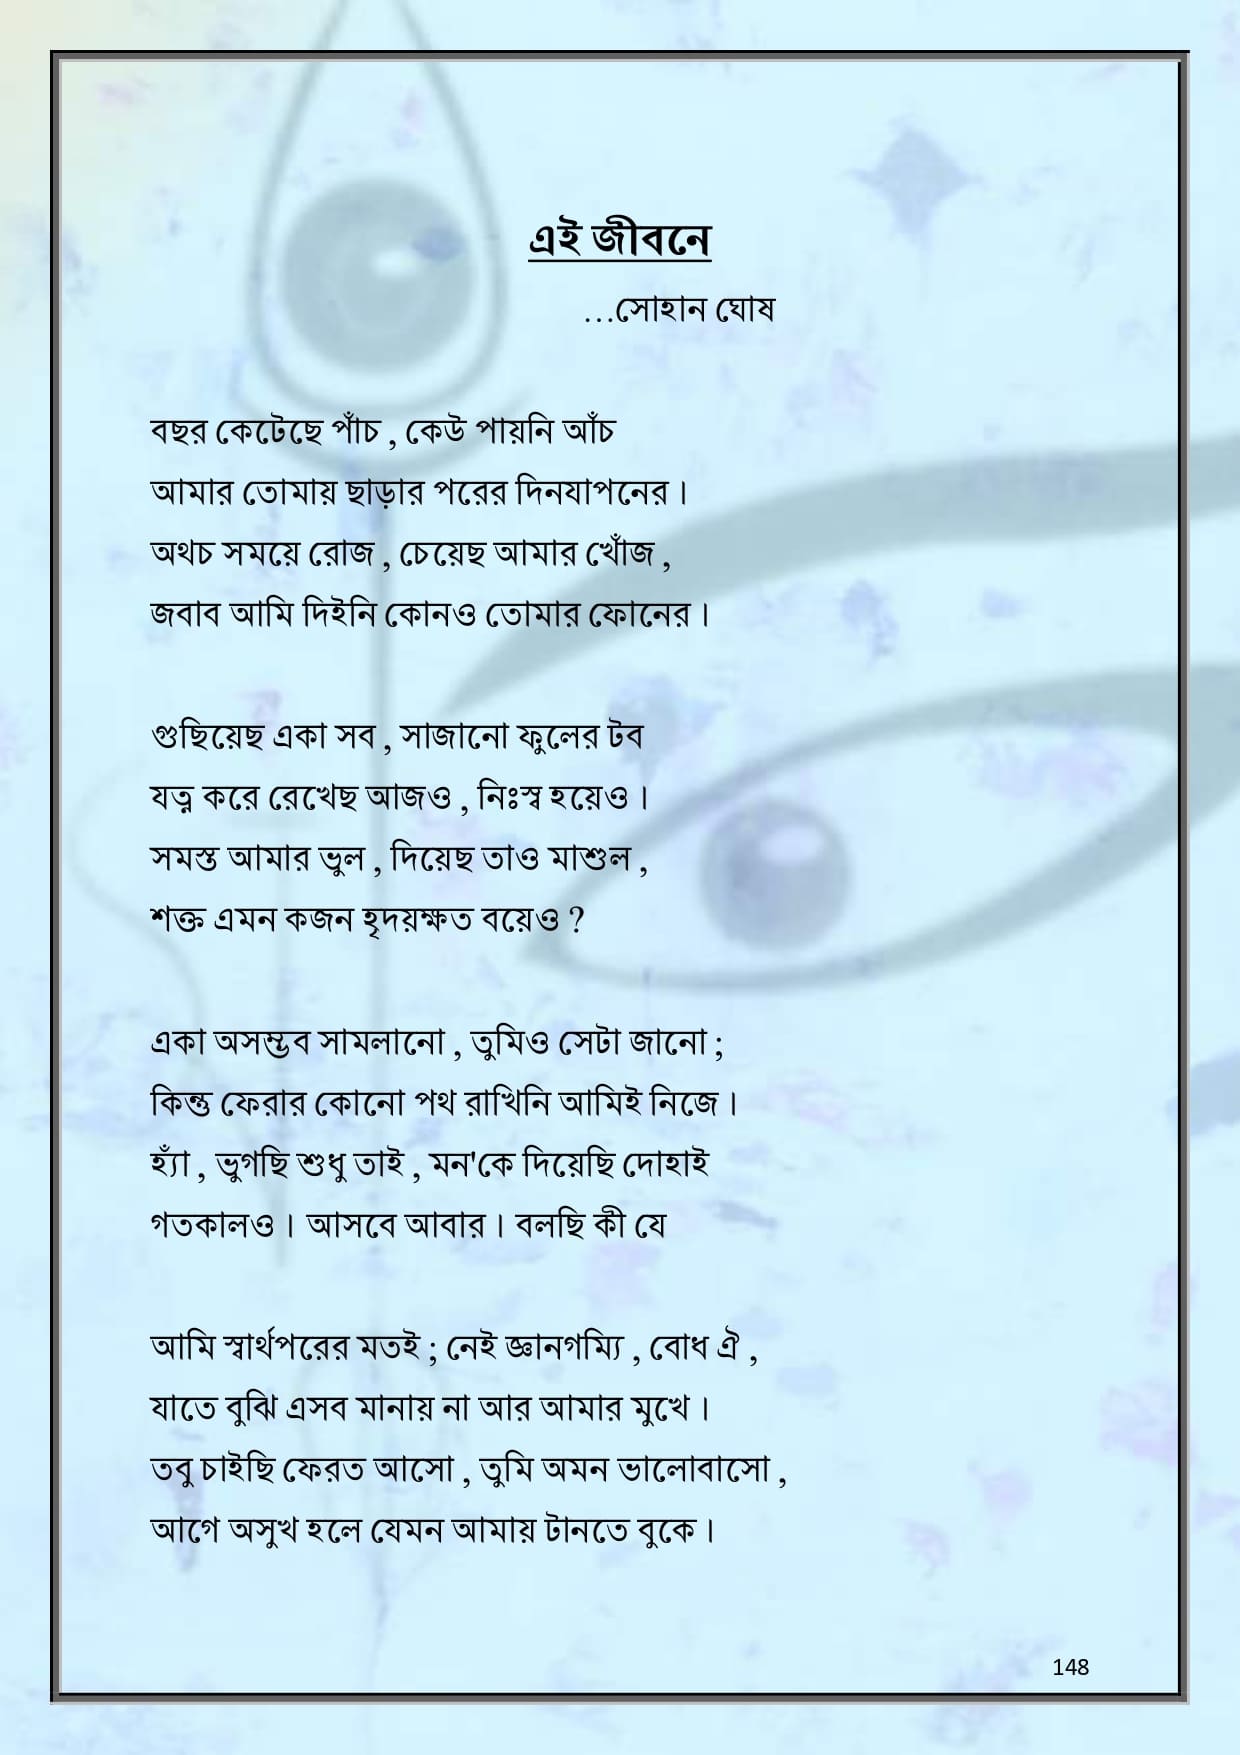 এই জীবনে
...সোহান ঘোষ
বছর কেটেছে পাঁচ , কেউ পায়নি আঁচ
আমার তোমায় ছাড়ার পরের দিনযাপনের ।
অথচ সময়ে রোজ , চেয়েছ আমার খোঁজ ,
জবাব আমি দিইনি কোনও তোমার ফোনের ।
গুছিয়েছ একা সব , সাজানো ফুলের টব
যত্ন করে রেখেছ আজও , নিঃস্ব হয়েও ।
সমস্ত আমার ভুল , দিয়েছ তাও মাশুল ,
শক্ত এমন কজন হৃদয়ক্ষত বয়েও ?
একা অসম্ভব সামলানো , তুমিও সেটা জানো ;
কিন্তু ফেরার কোনো পথ রাখিনি আমিই নিজে ।
হ্যাঁ , ভুগছি শুধু তাই , মন'কে দিয়েছি দোহাই
গতকালও । আসবে আবার । বলছি কী যে
আমি স্বার্থপরের মতই ; নেই জ্ঞানগম্যি , বোধ ঐ ,
যাতে বুঝি এসব মানায় না আর আমার মুখে ।
তবু চাইছি ফেরত আসো , তুমি অমন ভালোবাসো ,
আগে অসুখ হলে যেমন আমায় টানতে বুকে ।
148